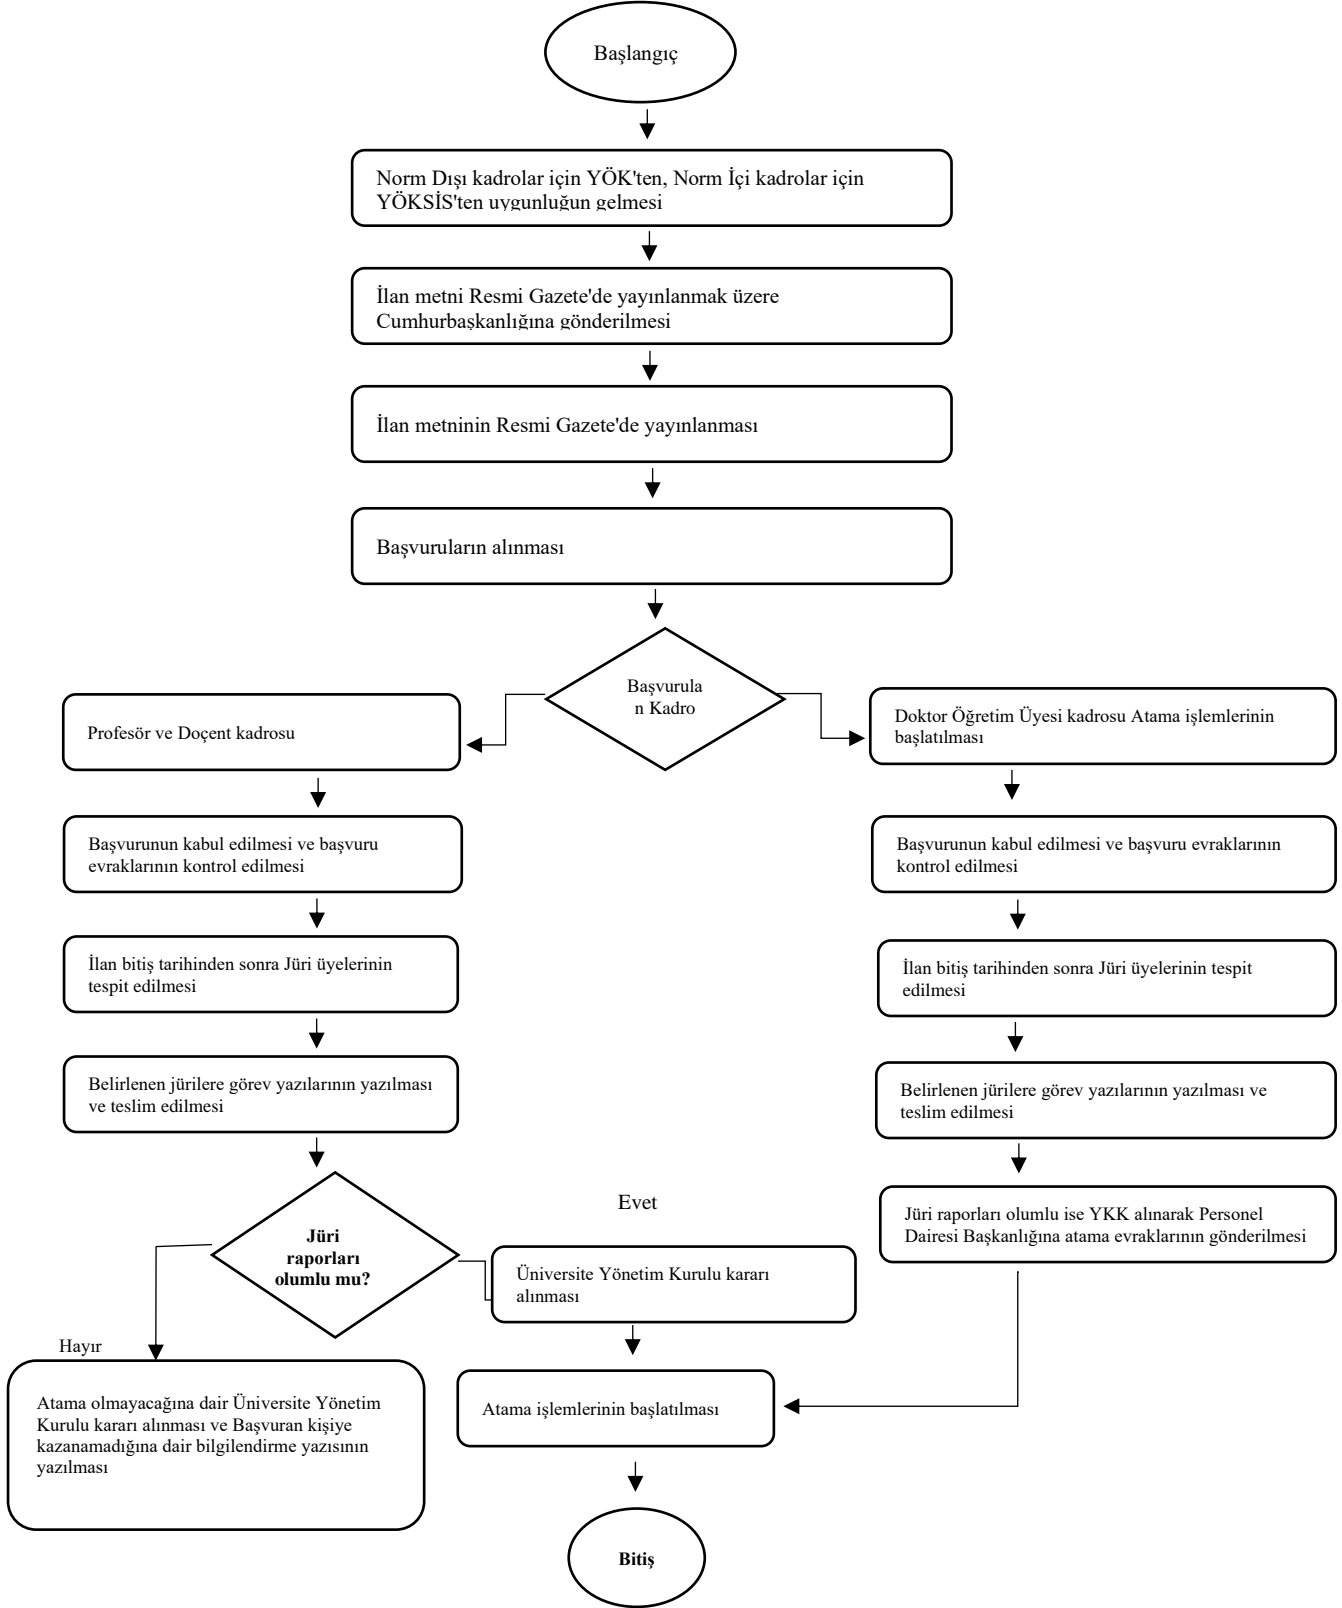 Başlangıç
Norm Dışı kadrolar için YÖK'ten, Norm İçi kadrolar için
YÖKSİS'ten uygunluğun gelmesi
İlan metni Resmi Gazete'de yayınlanmak üzere
Cumhurbaşkanlığına gönderilmesi
İlan metninin Resmi Gazete'de yayınlanması
Başvuruların alınması
Başvurula
n Kadro
Profesör ve Doçent kadrosu
Başvurunun kabul edilmesi ve başvuru
evraklarının kontrol edilmesi
İlan bitiş tarihinden sonra Jüri üyelerinin
tespit edilmesi
Belirlenen jürilere görev yazılarının yazılması
ve teslim edilmesi
Jüri
raporları
olumlu mu?
Hayır
Atama olmayacağına dair Üniversite Yönetim
Kurulu kararı alınması ve Başvuran kişiye
kazanamadığına dair bilgilendirme yazısının
yazılması
Evet
Üniversite Yönetim Kurulu kararı
alınması
Doktor Öğretim Üyesi kadrosu Atama işlemlerinin
başlatılması
Başvurunun kabul edilmesi ve başvuru evraklarının
kontrol edilmesi
İlan bitiş tarihinden sonra Jüri üyelerinin tespit
edilmesi
Belirlenen jürilere görev yazılarının yazılması ve
teslim edilmesi
Jüri raporları olumlu ise YKK alınarak Personel
Dairesi Başkanlığına atama evraklarının gönderilmesi
Atama işlemlerinin başlatılması
Bitiş